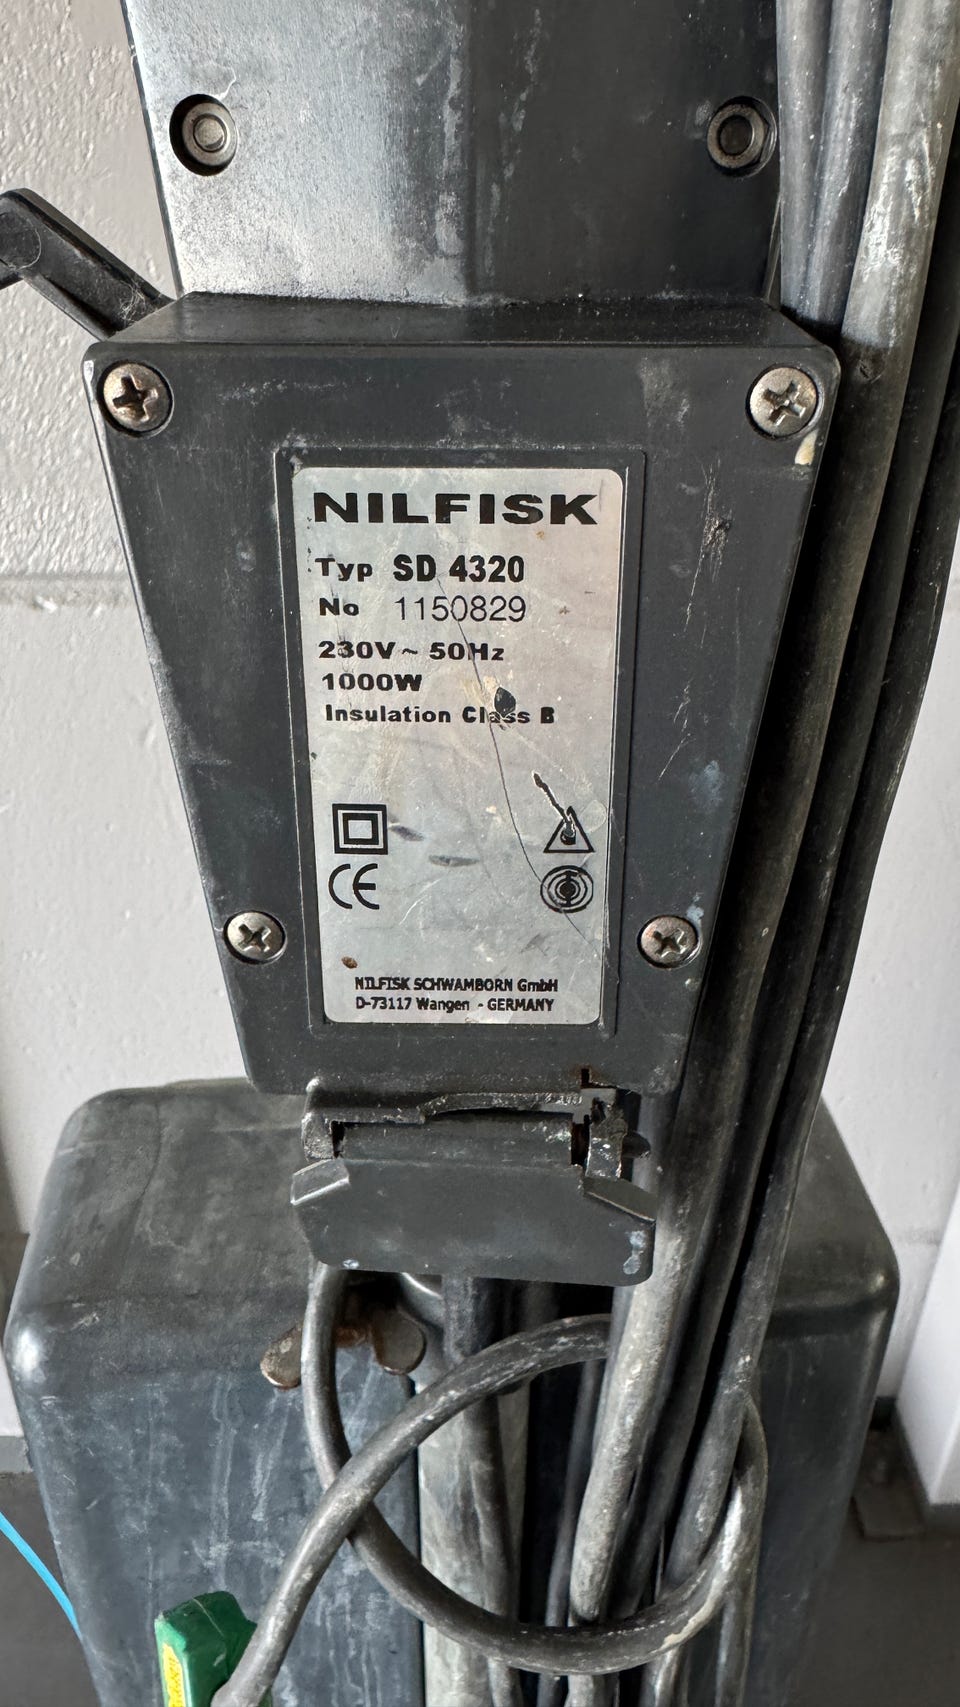 NILFISK
Typ SD 4320
No 1150829
230V~ 50Hz
1000W
Insulation Class B
CE
NILFISK SCHWAMBORN GmbH
D-73117 Wangen - GERMANY